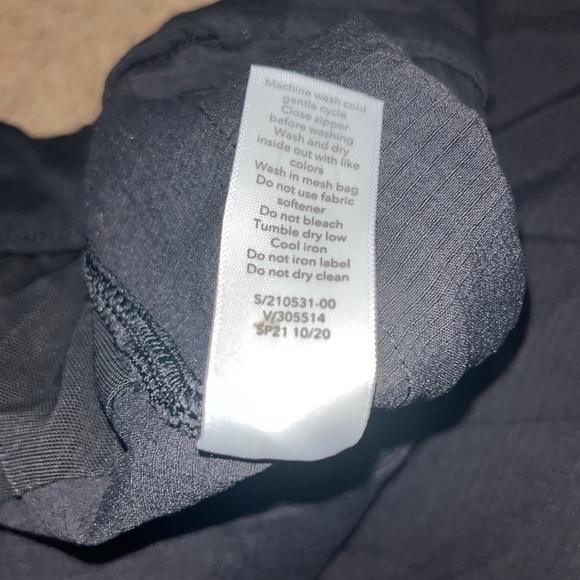 Machine wash cold
gentle cycle
Close zipper
before washing
Wash and dry
inside out with like
colors
Wash in mesh bag
Do not use fabric
softener
Do not bleach
Tumble dry low
Cool iron
Do not iron label
Do not dry clean
S/210531-00
V/305514
SP21 10/20